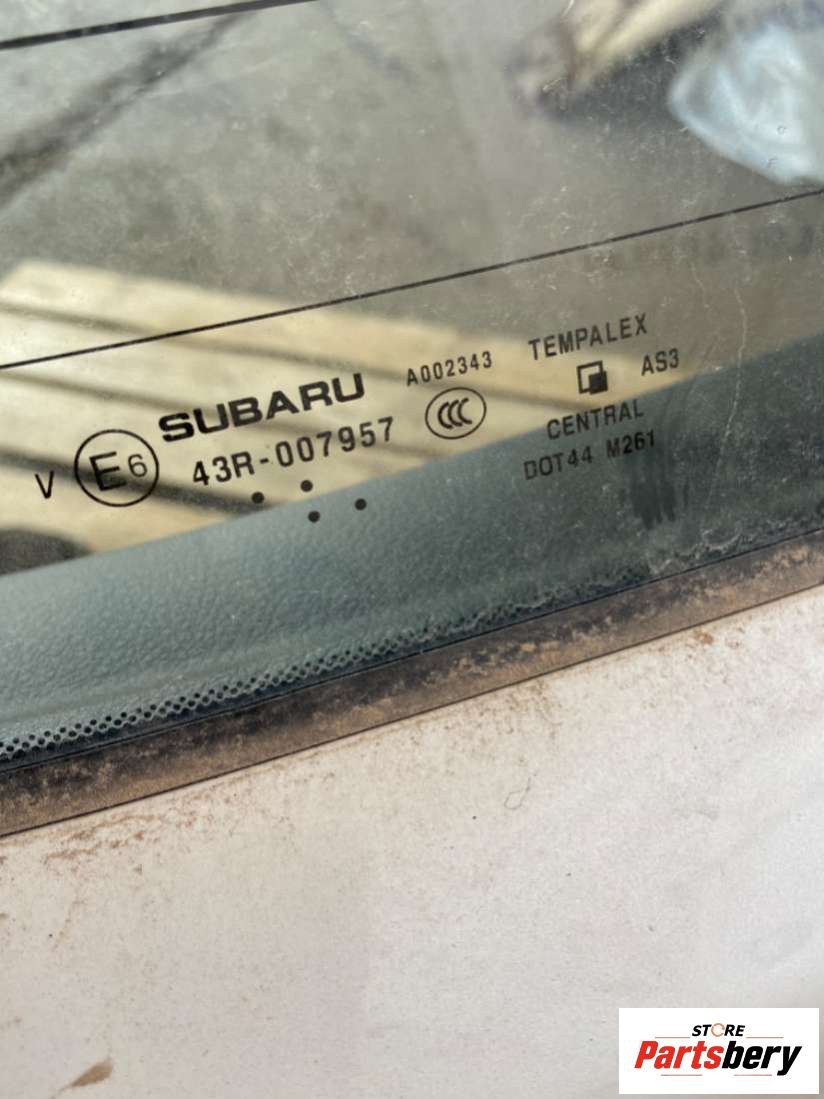 SUBARU
V E6 43R-007957
A002343
CCC
TEMPALEX
AS3
CENTRAL
DOT44 M261
STORE
Partsbery